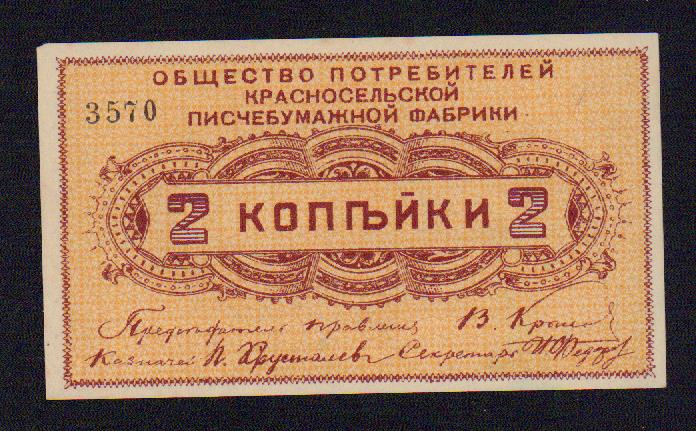 ОБЩЕСТВО ПОТРЕБИТЕЛЕЙ
КРАСНОСЕЛЬСКОЙ
3570
ПИСЧЕБУМАЖНОЙ ФАБРИКИ
2 КОПѢЙКИ 2
Предсѣдатель правленія В.
Казначей П. Хрусталевъ Секретарь